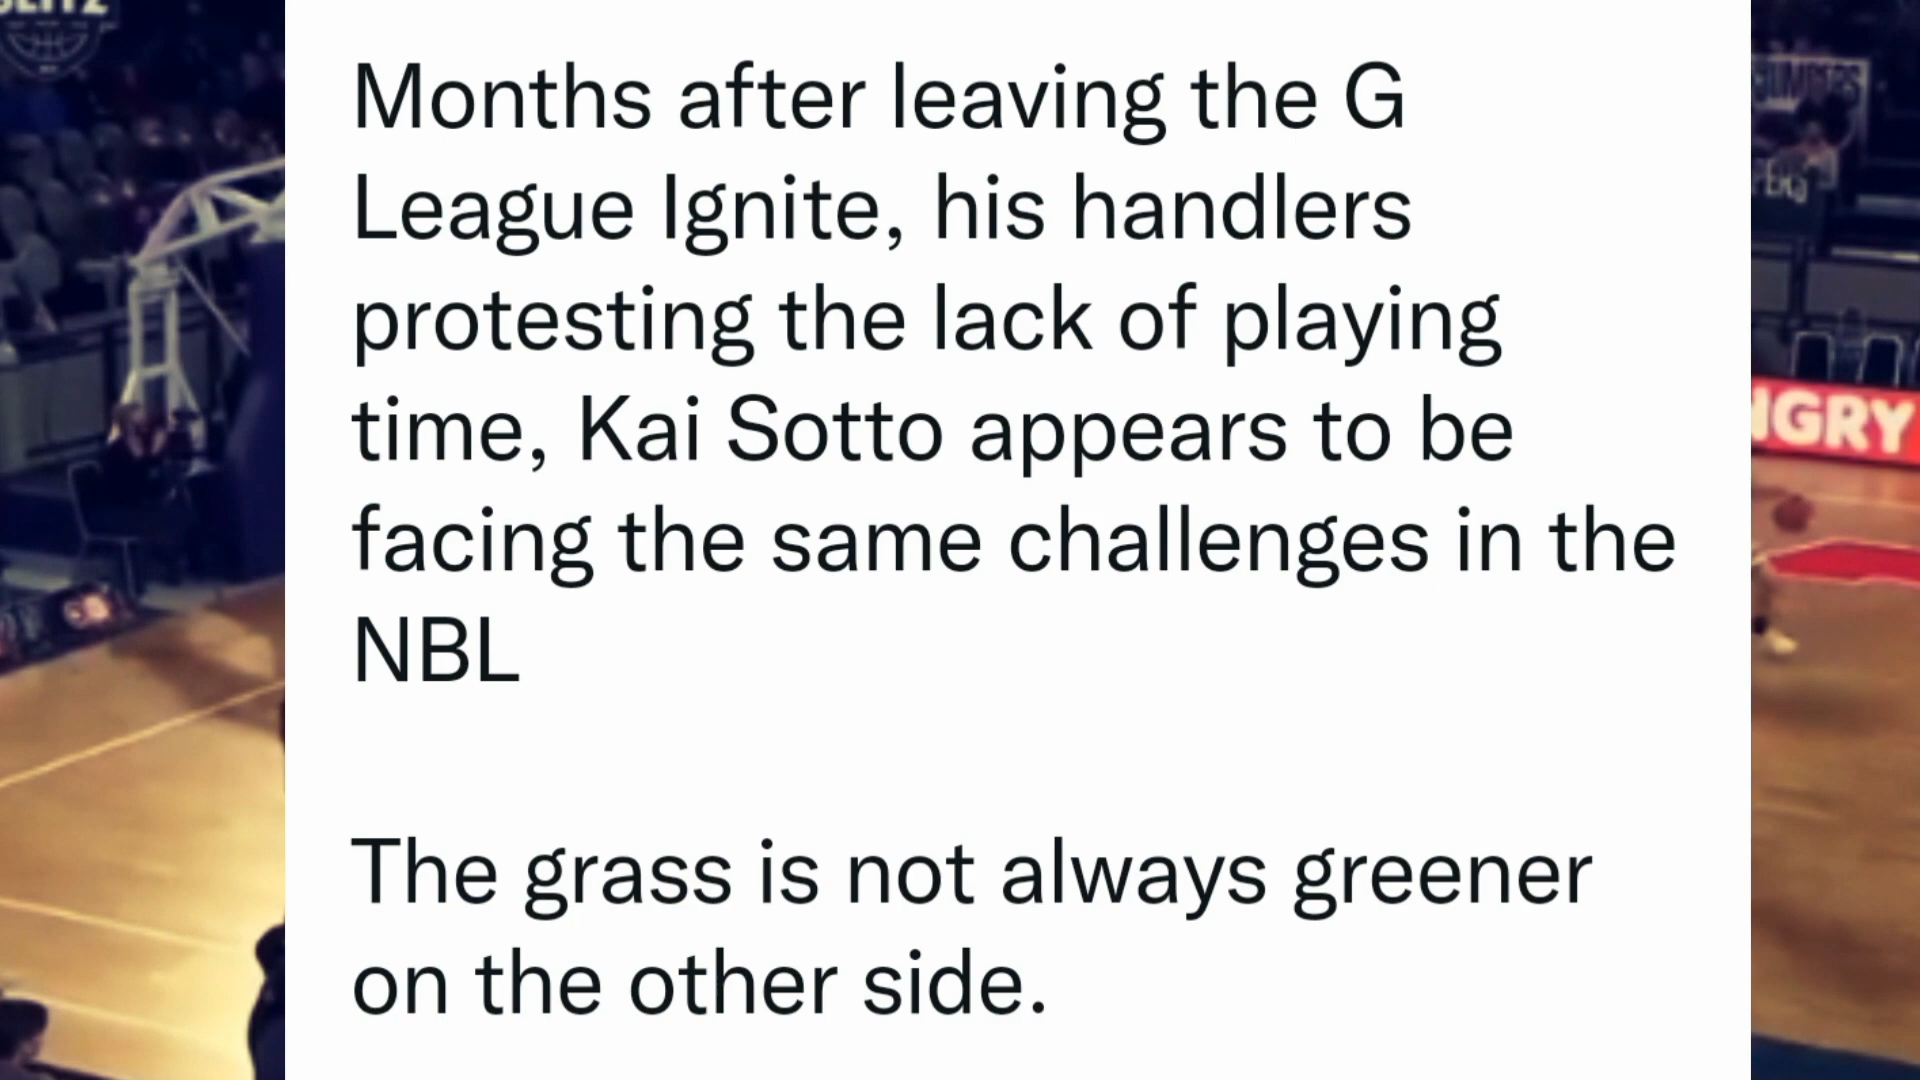 BLITZ
Months after leaving the G
League Ignite, his handlers
protesting the lack of playing
time, Kai Sotto appears to be
facing the same challenges in the
NBL
The grass is not always greener
on the other side.